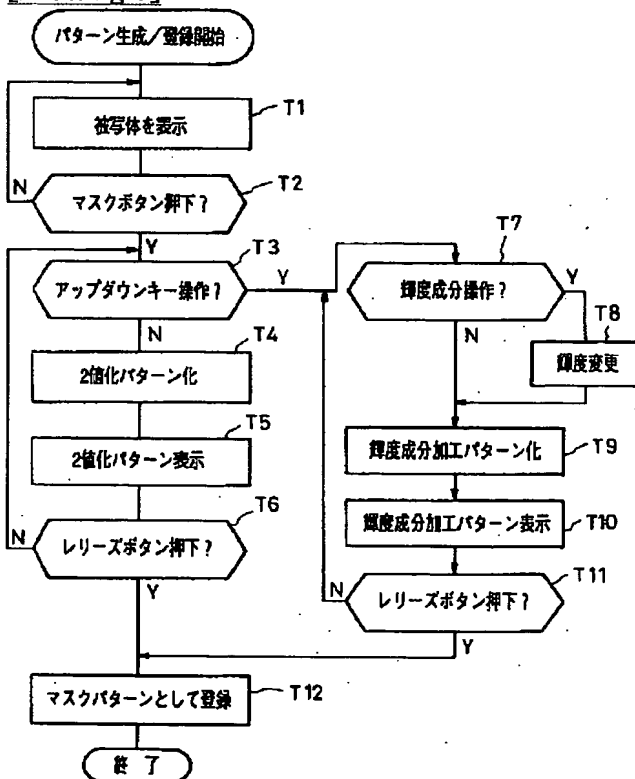 パターン生成／登録開始
被写体を表示
T1
N
マスクボタン押下？
T2
Y
アップダウンキー操作？
T3
Y
N
2値化パターン化
T4
2値化パターン表示
T5
レリーズボタン押下？
T6
N
Y
輝度成分操作？
T7
Y
N
T8
輝度変更
輝度成分加工パターン化
T9
輝度成分加工パターン表示
T10
レリーズボタン押下？
T11
N
Y
マスクパターンとして登録
T12
終了